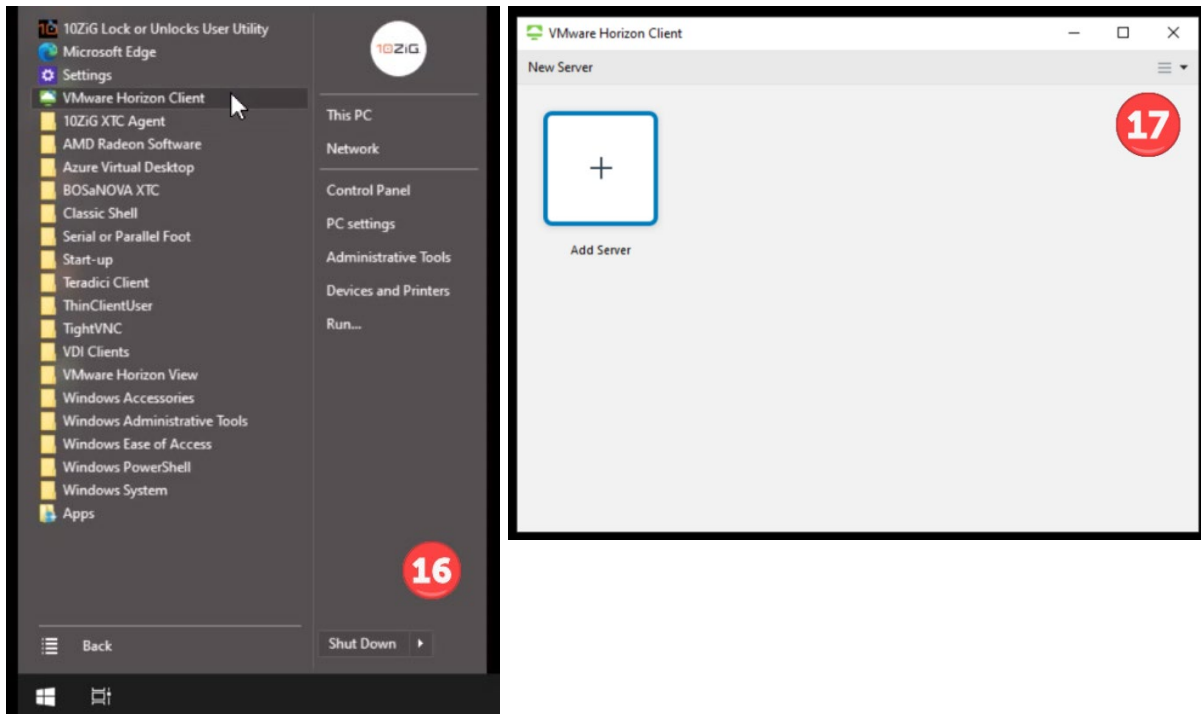 10ZiG Lock or Unlocks User Utility
Microsoft Edge
Settings
VMware Horizon Client
10ZiG XTC Agent
AMD Radeon Software
Azure Virtual Desktop
BOSaNOVA XTC
Classic Shell
Serial or Parallel Foot
Start-up
Teradici Client
ThinClientUser
TightVNC
VDI Clients
VMware Horizon View
Windows Accessories
Windows Administrative Tools
Windows Ease of Access
Windows PowerShell
Windows System
Apps
Back
10ZiG
This PC
Network
Control Panel
PC settings
Administrative Tools
Devices and Printers
Run...
16
Shut Down
VMware Horizon Client
New Server
17
+
Add Server